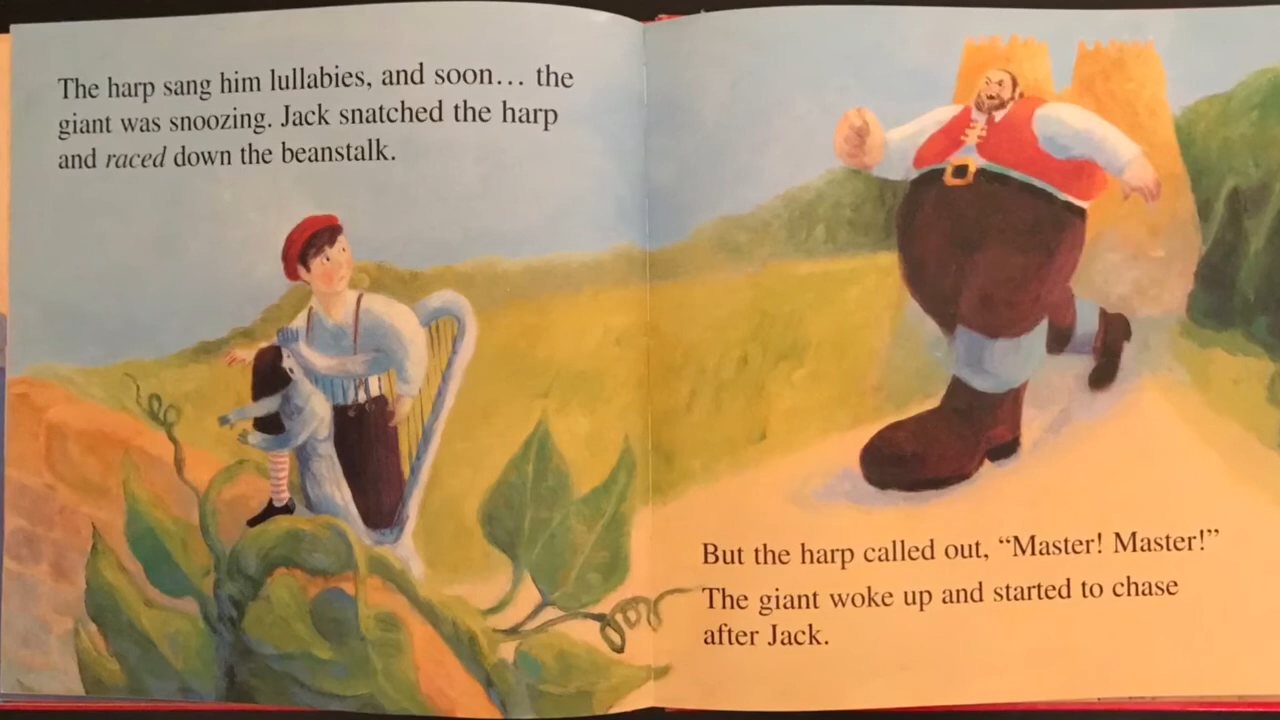 The harp sang him lullabies, and soon… the
giant was snoozing. Jack snatched the harp
and raced down the beanstalk.
But the harp called out, “Master! Master!”
The giant woke up and started to chase
after Jack.